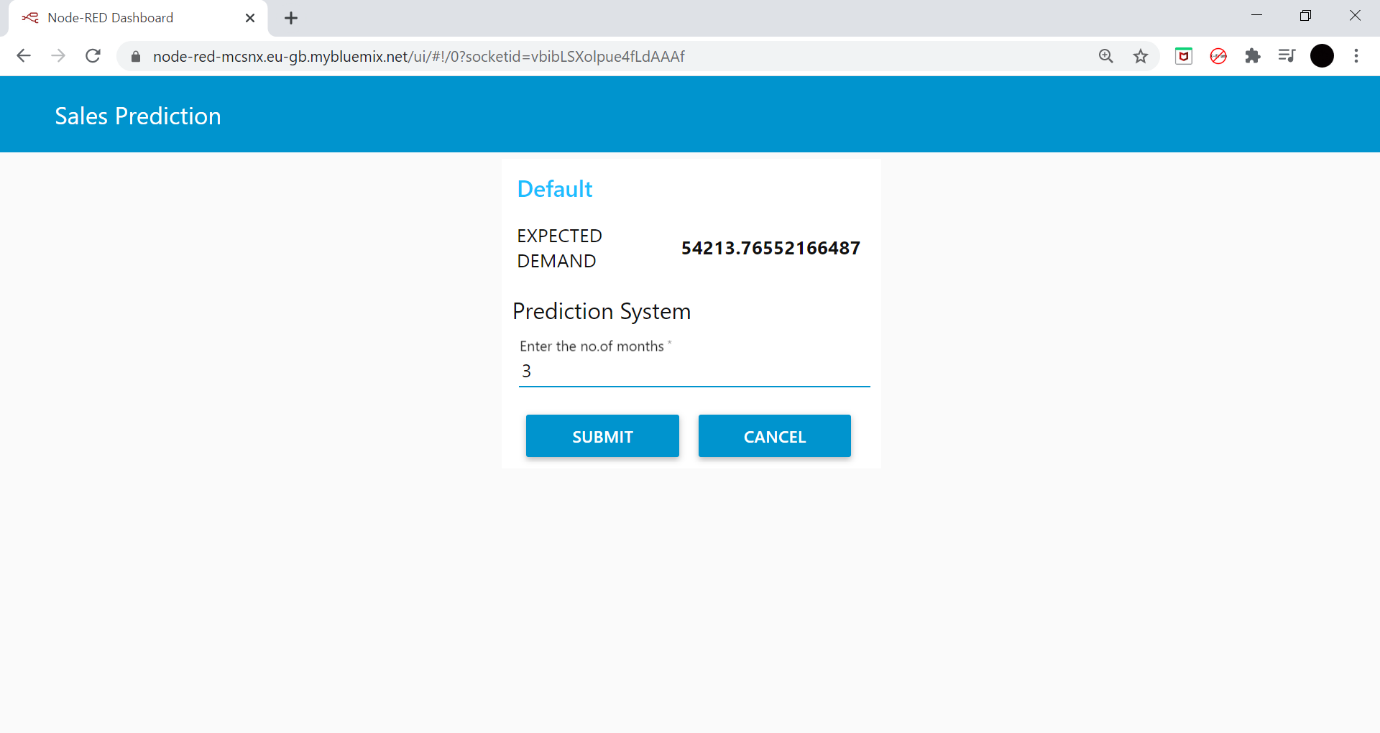 Node-RED Dashboard
node-red-mcsnx.eu-gb.mybluemix.net/ui/#!/0?socketid=vbibLSXolpue4fLdAAAf
Sales Prediction
Default
EXPECTED
DEMAND
54213.76552166487
Prediction System
Enter the no.of months *
3
SUBMIT CANCEL